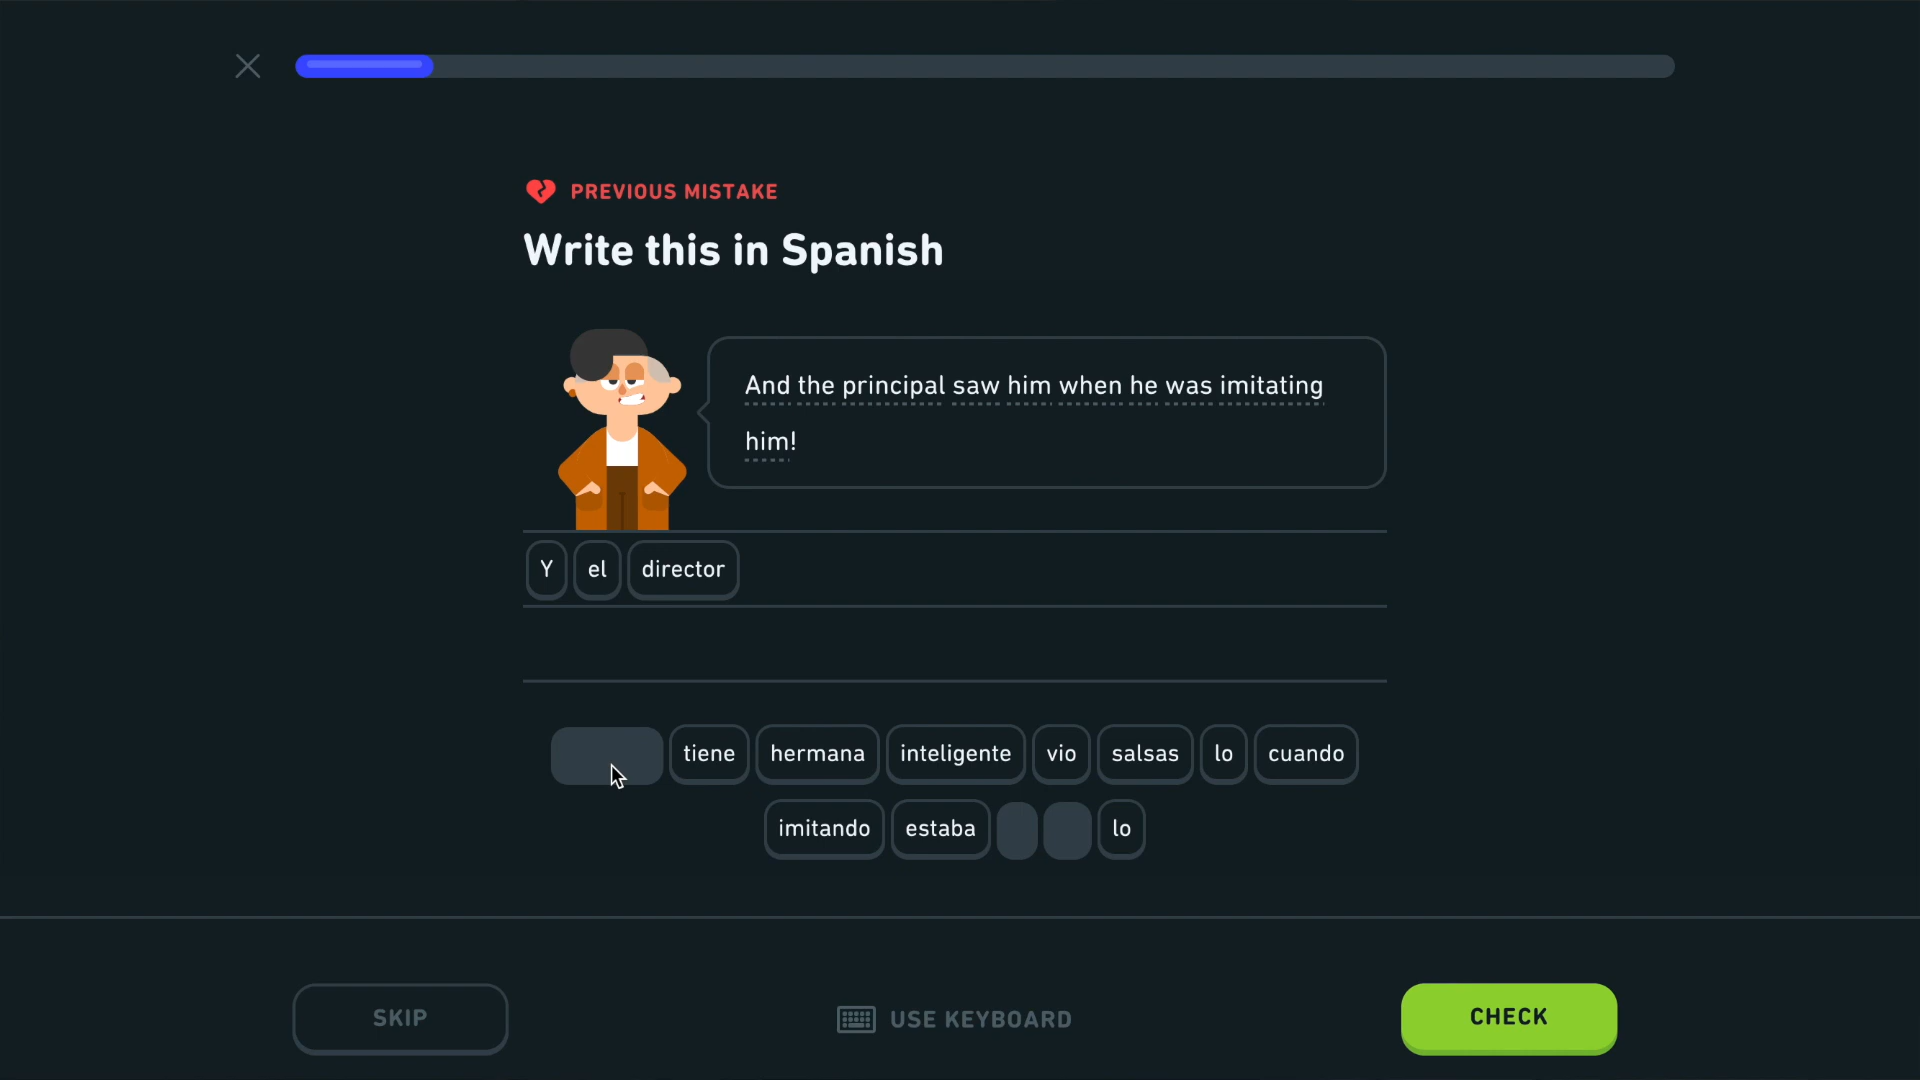 PREVIOUS MISTAKE
Write this in Spanish
And the principal saw him when he was imitating
him!
Y el director
tiene hermana inteligente vio salsas lo cuando
imitando estaba lo
SKIP USE KEYBOARD CHECK